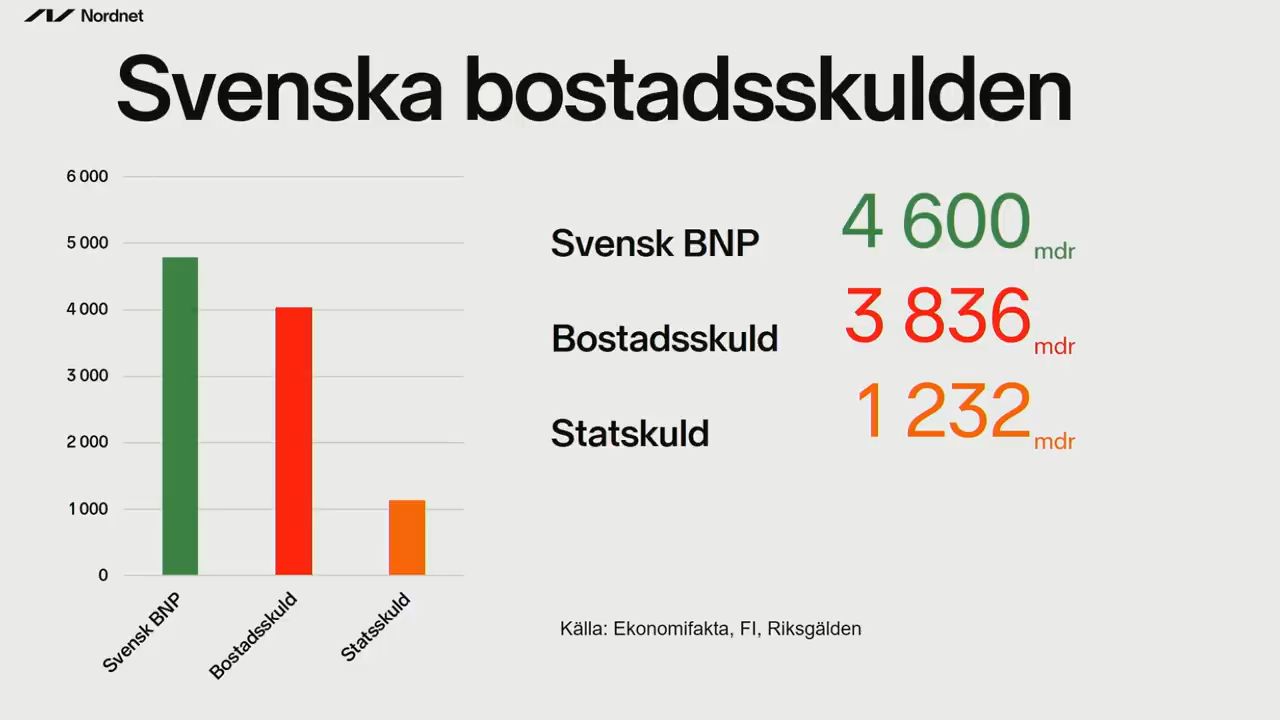 Nordnet
Svenska bostadsskulden
6 000
5 000
4 000
3 000
2 000
1 000
0
Svensk BNP
Bostadsskuld
Statsskuld
Svensk BNP 4 600 mdr
Bostadsskuld 3 836 mdr
Statskuld 1 232 mdr
Källa: Ekonomifakta, FI, Riksgälden